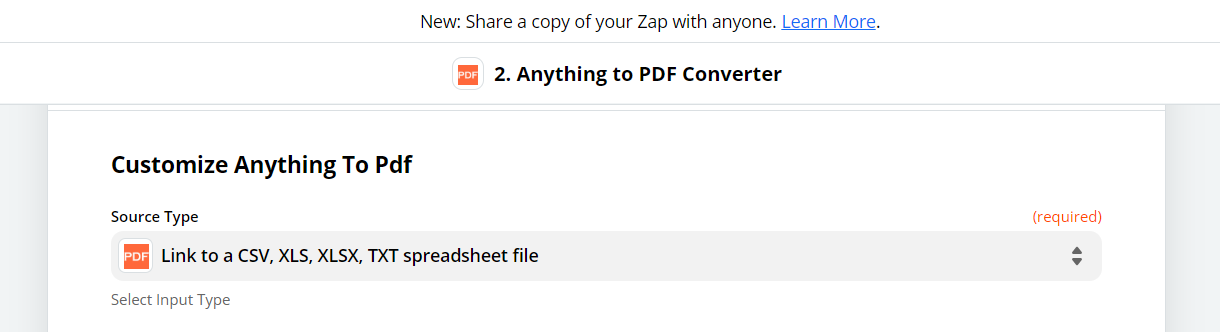 New: Share a copy of your Zap with anyone. Learn More.
PDF 2. Anything to PDF Converter
Customize Anything To Pdf
Source Type (required)
PDF Link to a CSV, XLS, XLSX, TXT spreadsheet file
Select Input Type